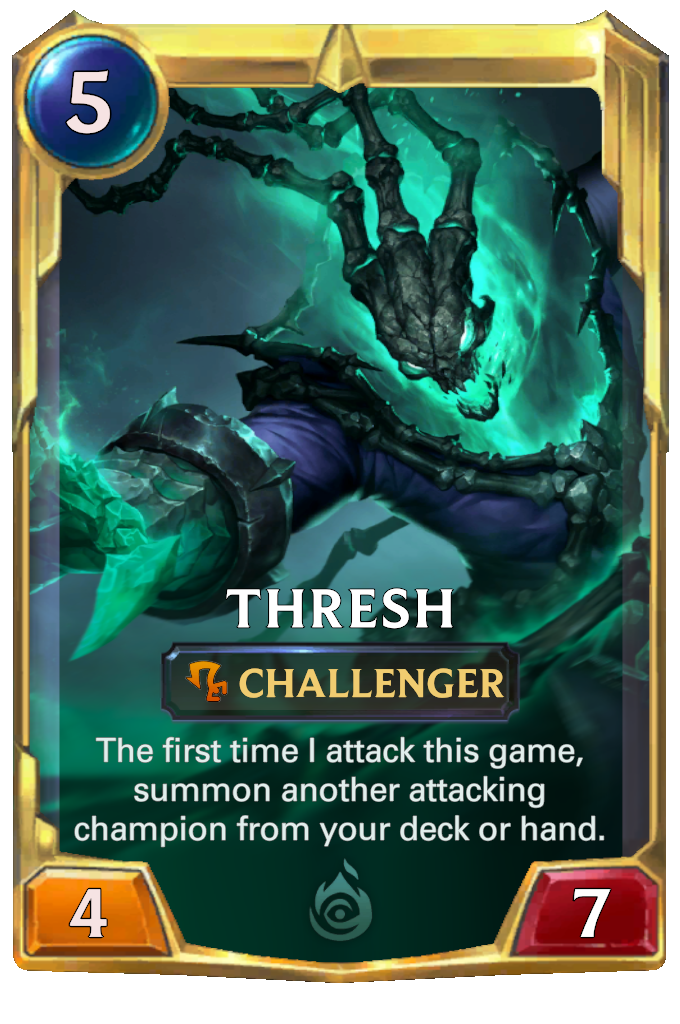 5
THRESH
CHALLENGER
The first time I attack this game,
summon another attacking
champion from your deck or hand.
4
7